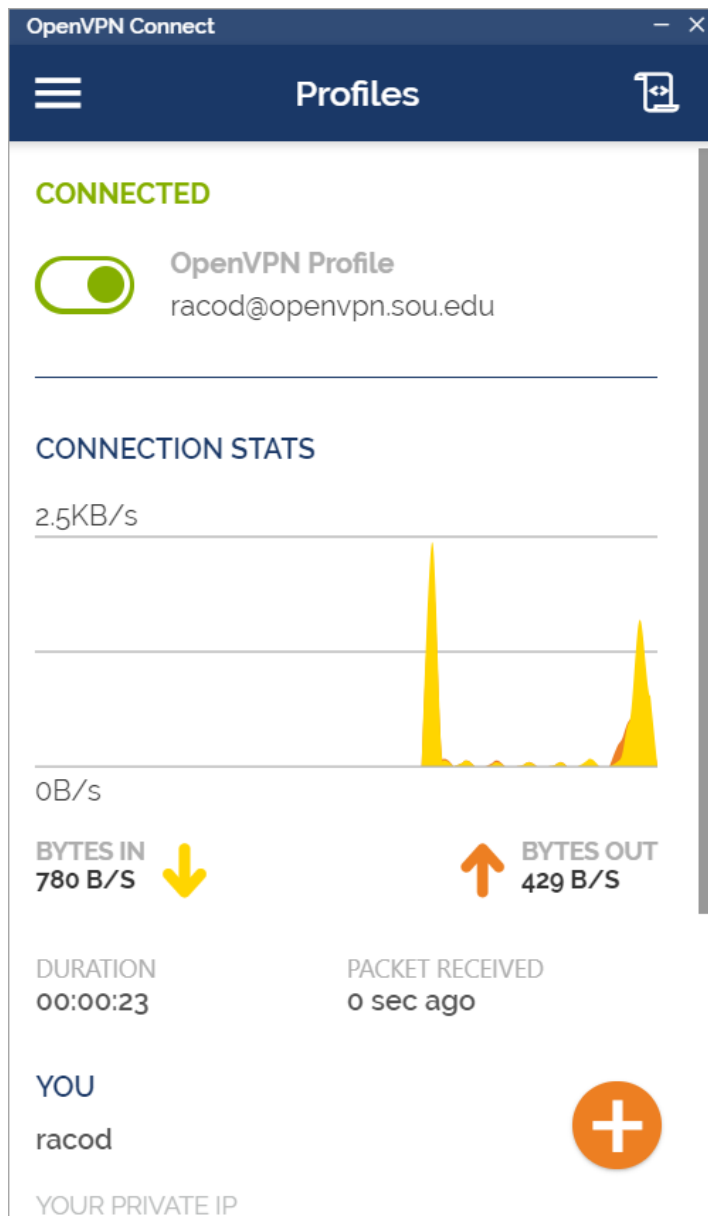 OpenVPN Connect
Profiles
CONNECTED
OpenVPN Profile
racod@openvpn.sou.edu
CONNECTION STATS
2.5KB/s
0B/s
BYTES IN
780 B/S
BYTES OUT
429 B/S
DURATION
00:00:23
PACKET RECEIVED
0 sec ago
YOU
racod
YOUR PRIVATE IP